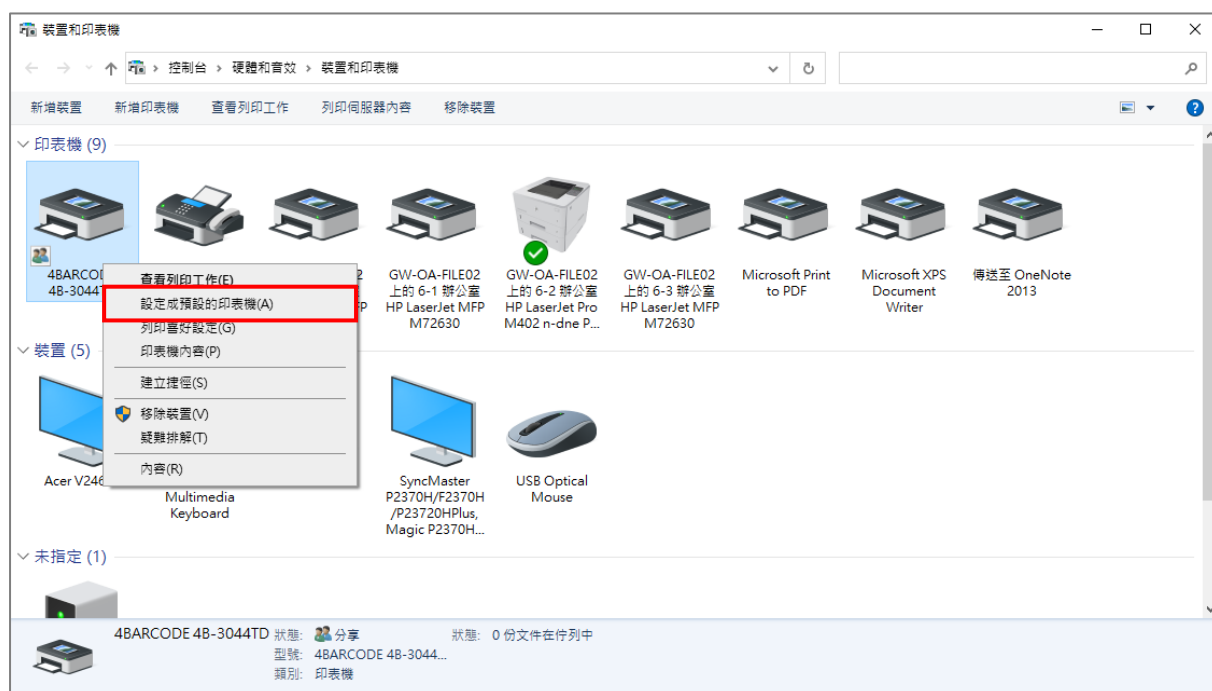 裝置和印表機
控制台 › 硬體和音效 › 裝置和印表機
新增裝置 新增印表機 查看列印工作 列印伺服器內容 移除裝置
印表機 (9)
4BARCO
4B-3044
GW-OA-FILE02
上的 6-1 辦公室
HP LaserJet MFP
M72630
GW-OA-FILE02
上的 6-2 辦公室
HP LaserJet Pro
M402 n-dne P...
GW-OA-FILE02
上的 6-3 辦公室
HP LaserJet MFP
M72630
Microsoft Print
to PDF
Microsoft XPS
Document
Writer
傳送至 OneNote
2013
查看列印工作(E)
設定成預設的印表機(A)
列印喜好設定(G)
印表機內容(P)
建立捷徑(S)
移除裝置(V)
疑難排解(T)
內容(R)
裝置 (5)
Acer V246
Multimedia
Keyboard
SyncMaster
P2370H/F2370H
/P23720HPlus,
Magic P2370H...
USB Optical
Mouse
未指定 (1)
4BARCODE 4B-3044TD 狀態: 分享 狀態: 0 份文件在佇列中
型號: 4BARCODE 4B-3044...
類別: 印表機